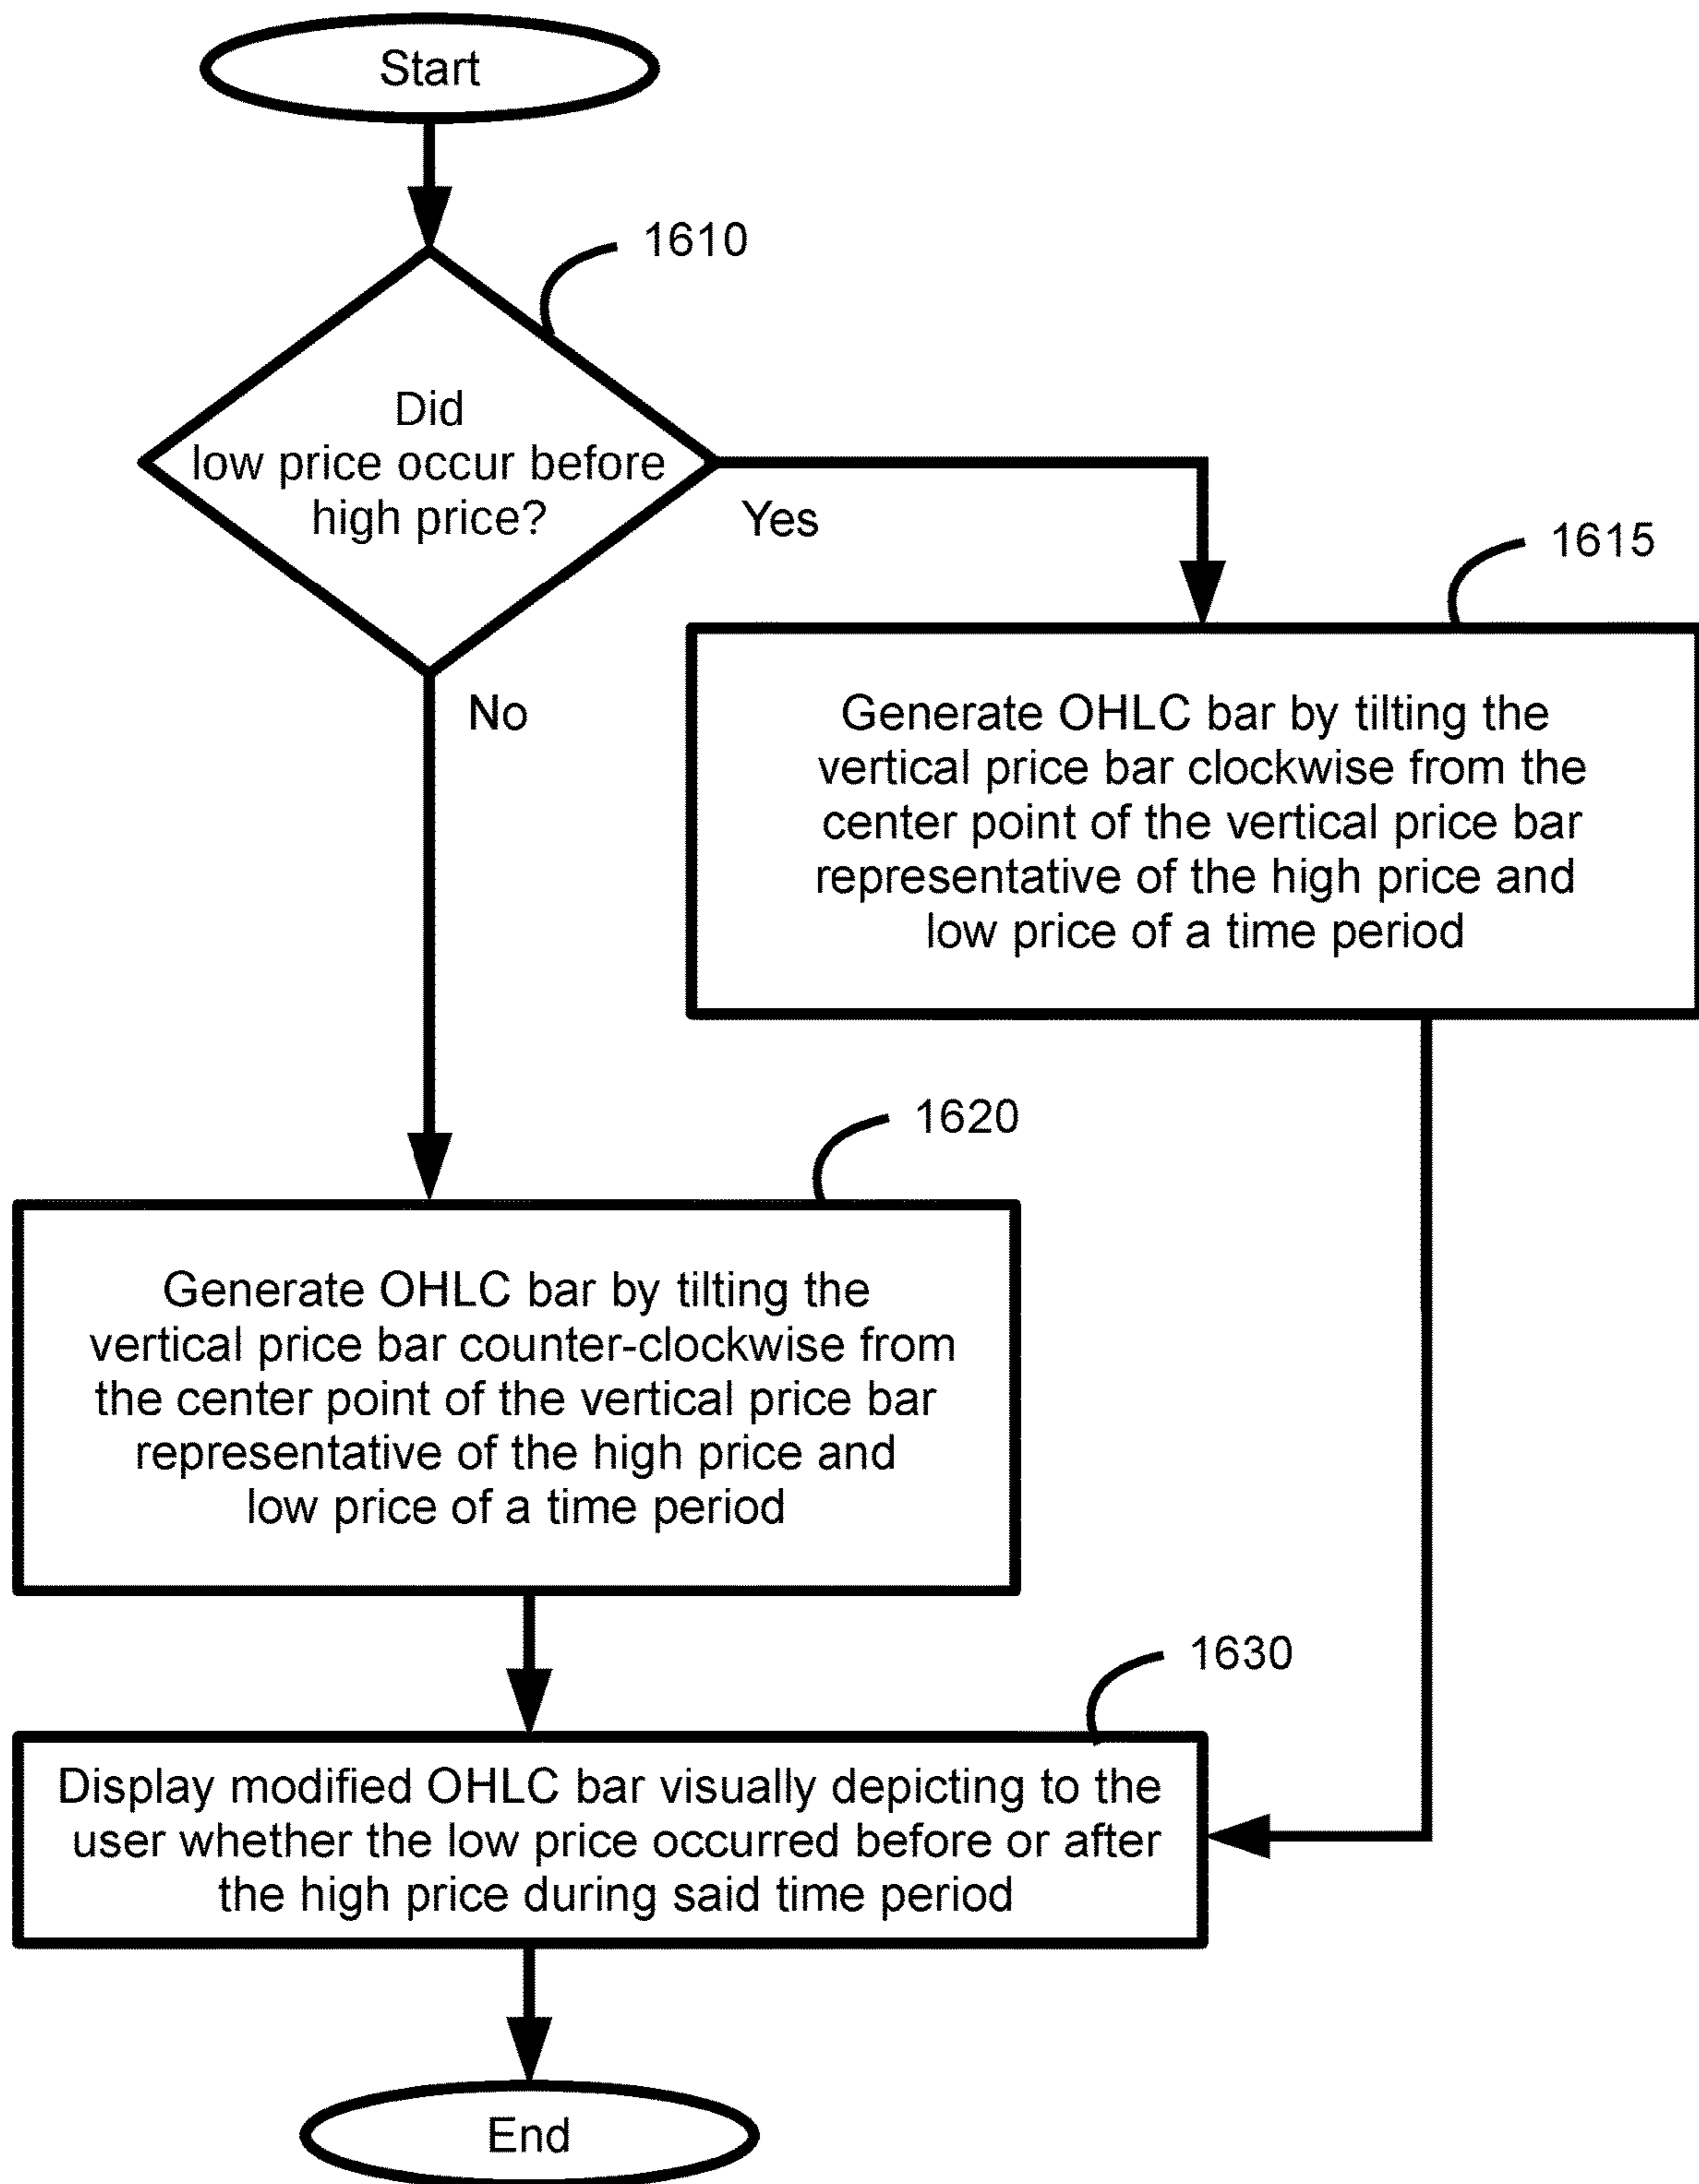 Start
1610
Did
low price occur before
high price?
Yes
No
1615
Generate OHLC bar by tilting the
vertical price bar clockwise from the
center point of the vertical price bar
representative of the high price and
low price of a time period
1620
Generate OHLC bar by tilting the
vertical price bar counter-clockwise from
the center point of the vertical price bar
representative of the high price and
low price of a time period
1630
Display modified OHLC bar visually depicting to the
user whether the low price occurred before or after
the high price during said time period
End